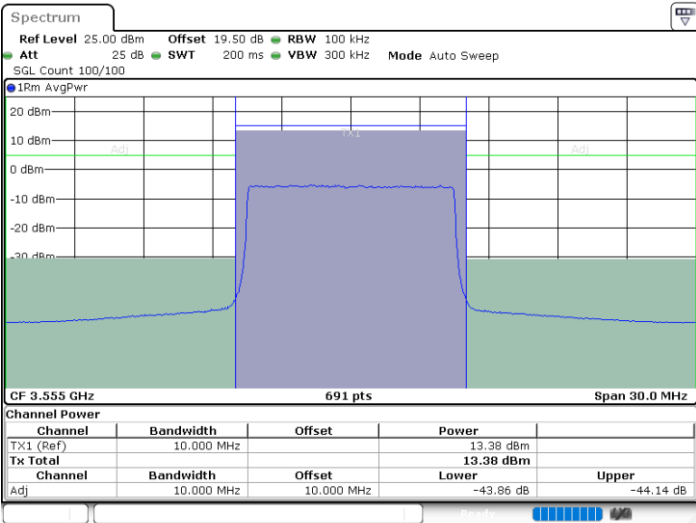 Spectrum
Ref Level 25.00 dBm Offset 19.50 dB RBW 100 kHz
Att 25 dB SWT 200 ms VBW 300 kHz Mode Auto Sweep
SGL Count 100/100
1Rm AvgPwr
20 dBm
10 dBm
TX1
Adj
Adj
0 dBm
-10 dBm
-20 dBm
-30 dBm
CF 3.555 GHz 691 pts Span 30.0 MHz
Channel Power
Channel Bandwidth Offset Power
TX1 (Ref) 10.000 MHz 13.38 dBm
Tx Total 13.38 dBm
Channel Bandwidth Offset Lower Upper
Adj 10.000 MHz 10.000 MHz -43.86 dB -44.14 dB
Ready